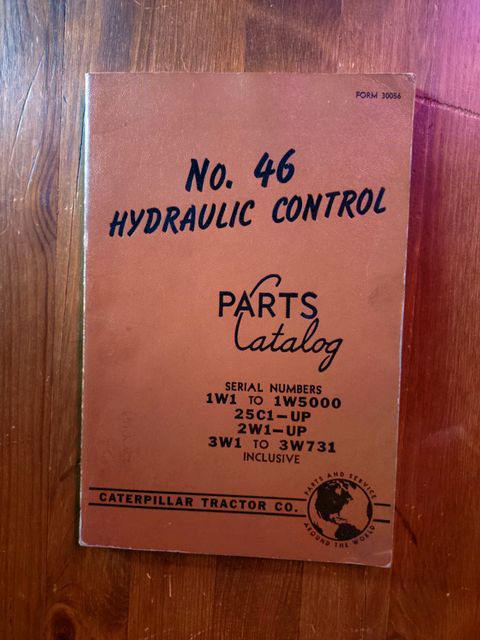 FORM 30056
No. 46
HYDRAULIC CONTROL
PARTS
Catalog
SERIAL NUMBERS
1W1 TO 1W5000
25C1-UP
2W1-UP
3W1 TO 3W731
INCLUSIVE
CATERPILLAR TRACTOR CO.
PARTS AND SERVICE
AROUND THE WORLD